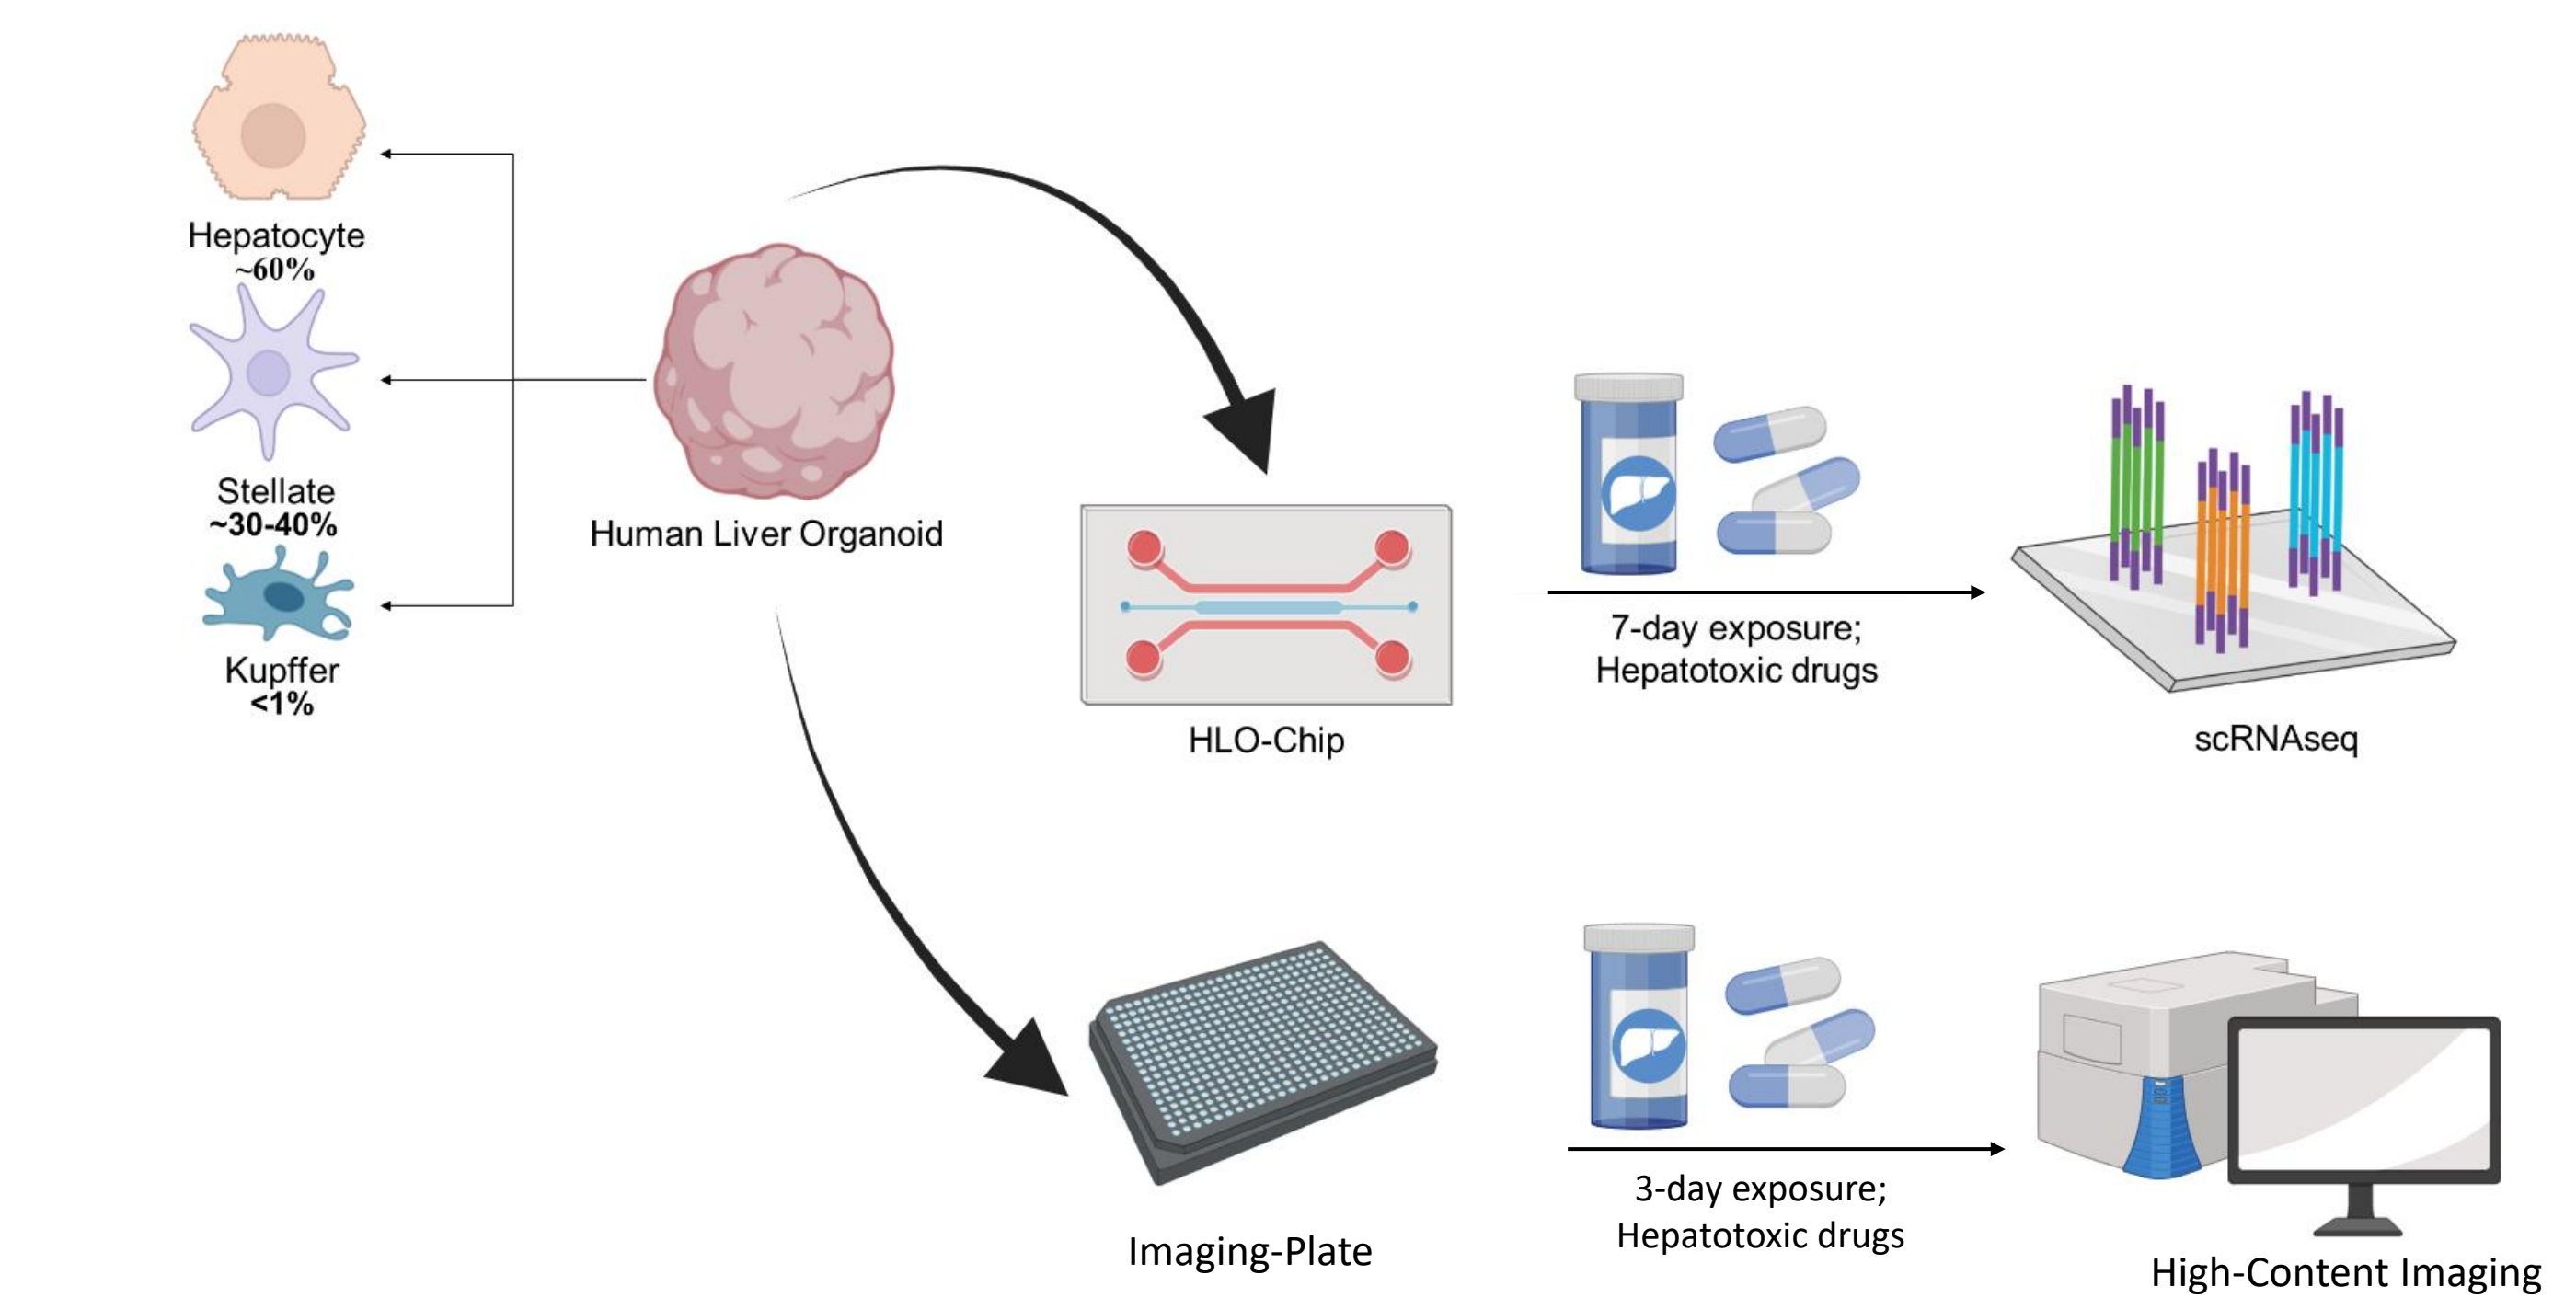 Hepatocyte
~60%
Stellate
~30-40%
Kupffer
<1%
Human Liver Organoid
HLO-Chip
7-day exposure;
Hepatotoxic drugs
scRNAseq
Imaging-Plate
3-day exposure;
Hepatotoxic drugs
High-Content Imaging